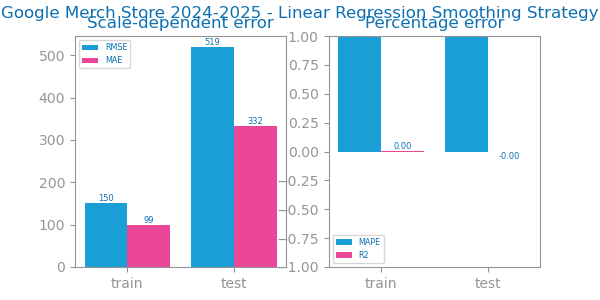 Google Merch Store 2024-2025 - Linear Regression Smoothing Strategy
Scale-dependent error
Percentage error
500
400
300
200
100
0
RMSE
MAE
150
99
519
332
train
test
1.00
0.75
0.50
0.25
0.00
0.25
0.50
0.75
1.00
0.00
-0.00
MAPE
R2
train
test